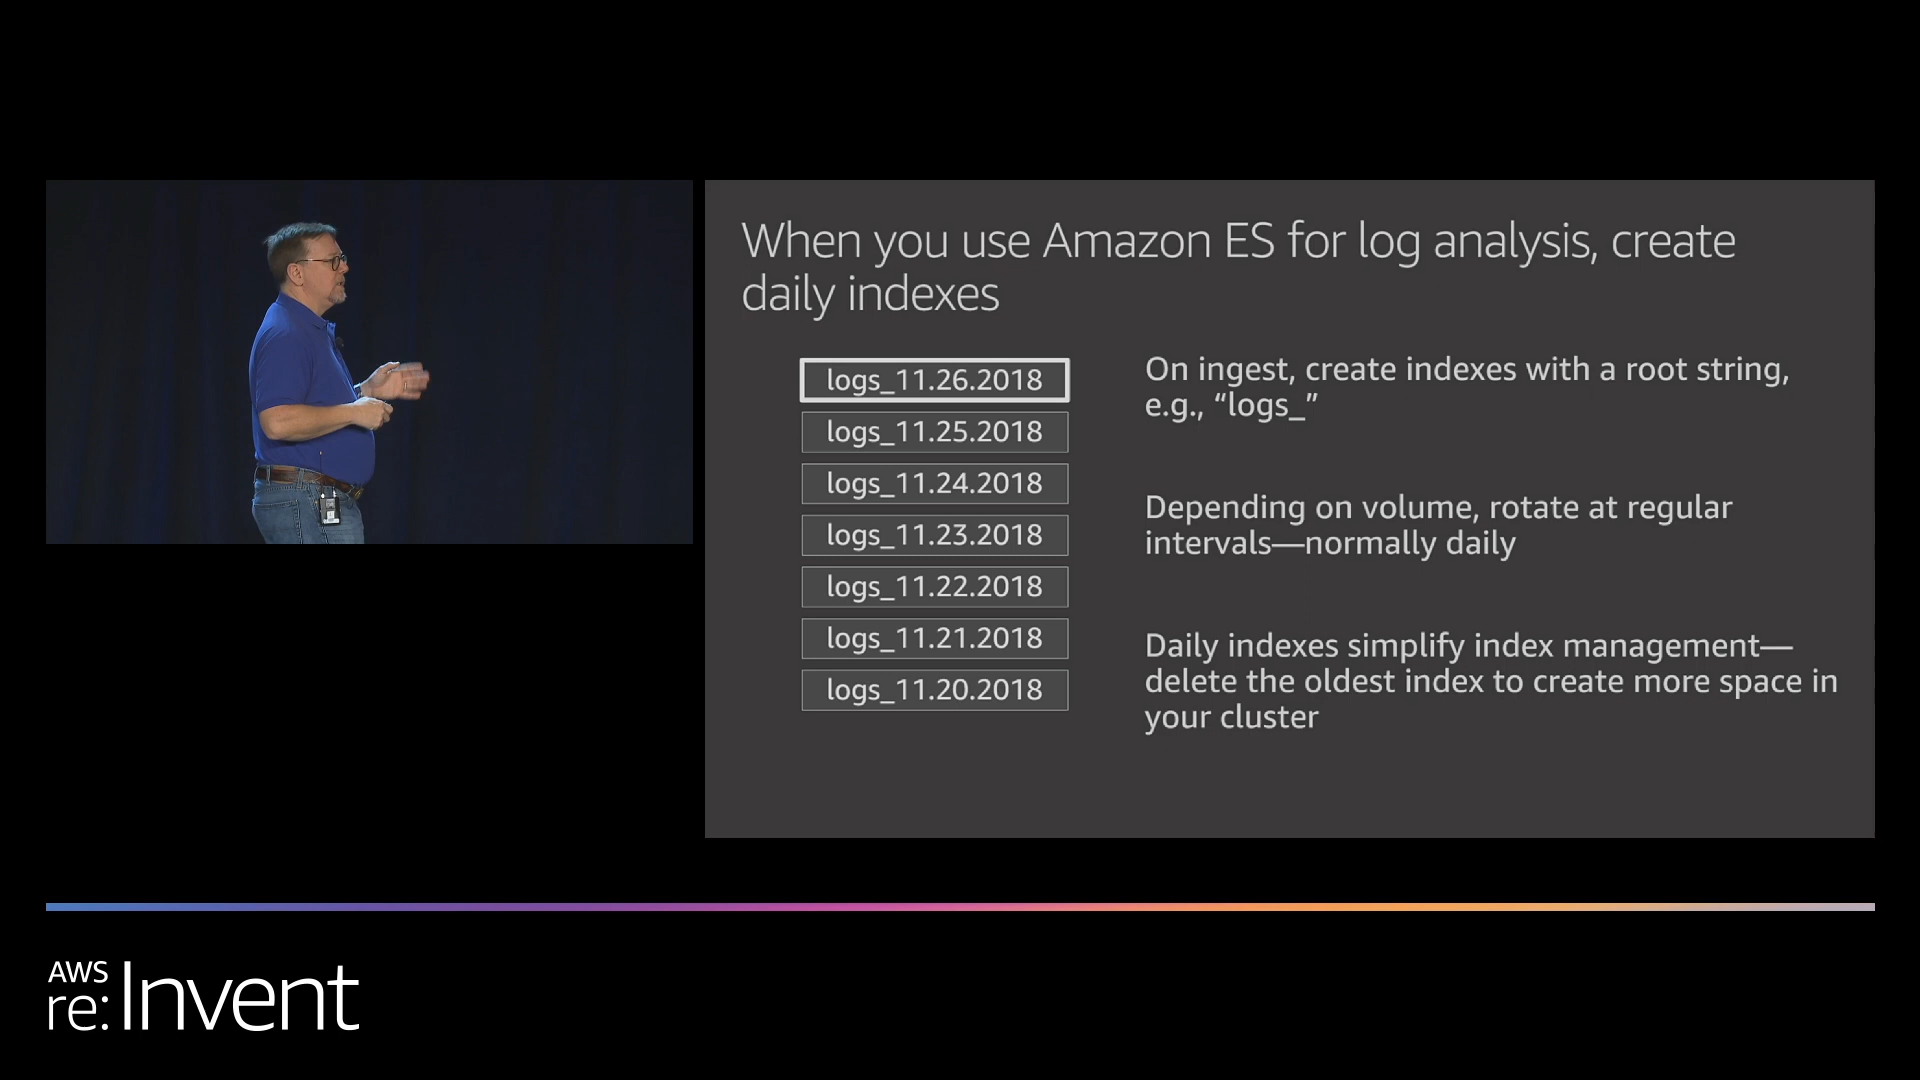 When you use Amazon ES for log analysis, create
daily indexes
logs_11.26.2018
logs_11.25.2018
logs_11.24.2018
logs_11.23.2018
logs_11.22.2018
logs_11.21.2018
logs_11.20.2018
On ingest, create indexes with a root string,
e.g., “logs_”
Depending on volume, rotate at regular
intervals—normally daily
Daily indexes simplify index management—
delete the oldest index to create more space in
your cluster
AWS
re:Invent